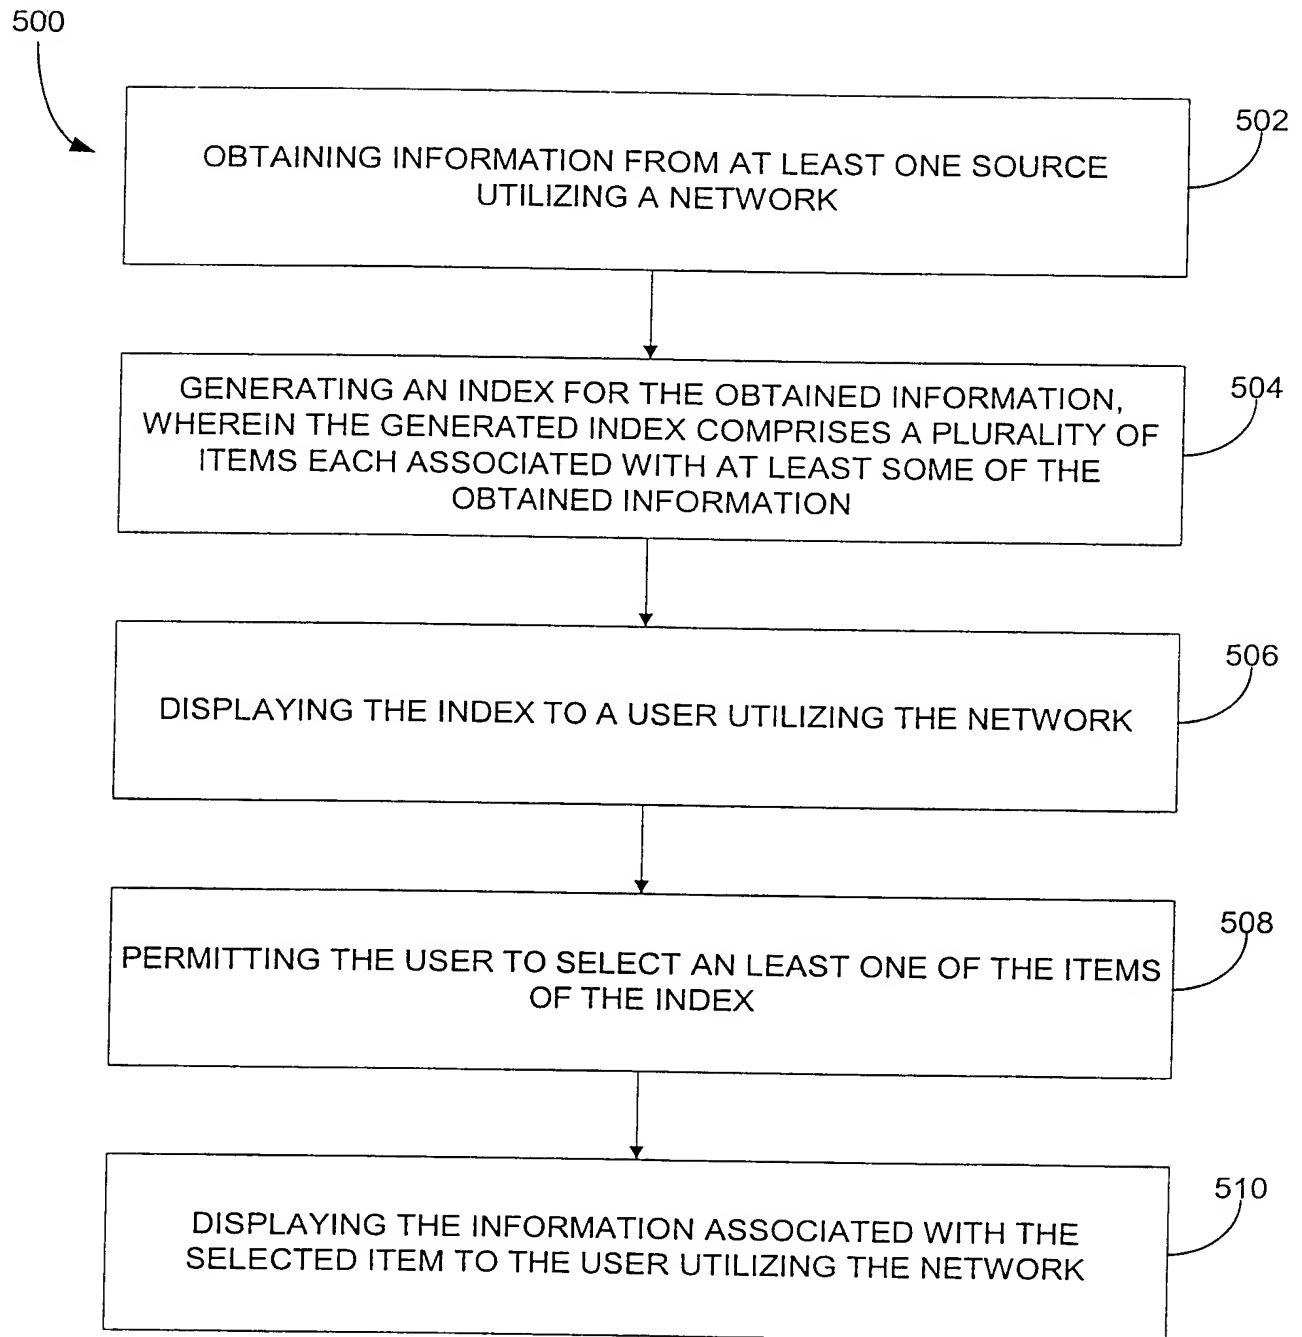 500
502
OBTAINING INFORMATION FROM AT LEAST ONE SOURCE
UTILIZING A NETWORK
504
GENERATING AN INDEX FOR THE OBTAINED INFORMATION,
WHEREIN THE GENERATED INDEX COMPRISES A PLURALITY OF
ITEMS EACH ASSOCIATED WITH AT LEAST SOME OF THE
OBTAINED INFORMATION
506
DISPLAYING THE INDEX TO A USER UTILIZING THE NETWORK
508
PERMITTING THE USER TO SELECT AN LEAST ONE OF THE ITEMS
OF THE INDEX
510
DISPLAYING THE INFORMATION ASSOCIATED WITH THE
SELECTED ITEM TO THE USER UTILIZING THE NETWORK